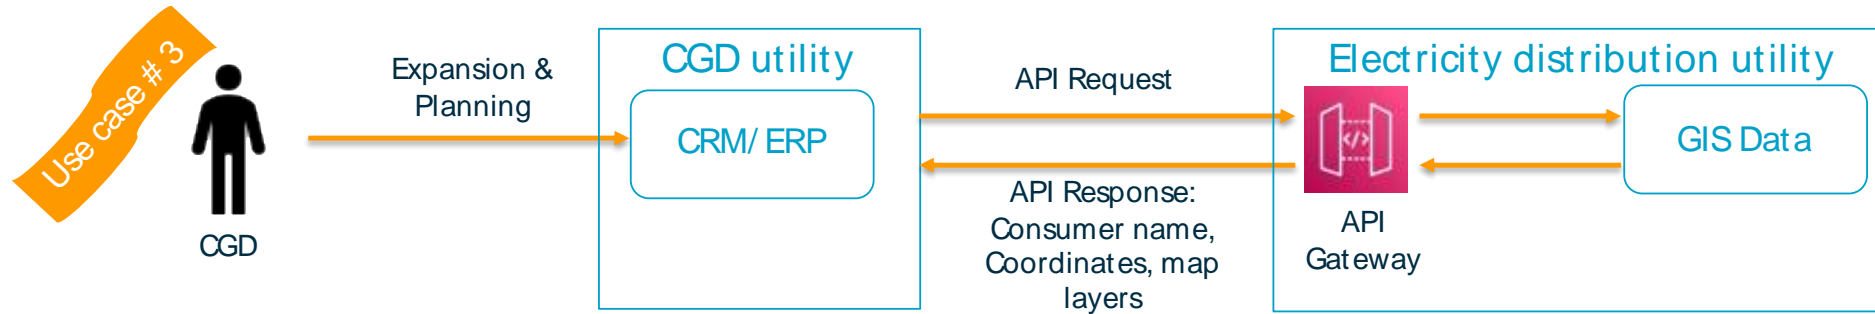 Use case # 3
CGD
Expansion &
Planning
CGD utility
CRM/ ERP
API Request
API Response:
Consumer name,
Coordinates, map
layers
Electricity distribution utility
</>
API
Gateway
GIS Data